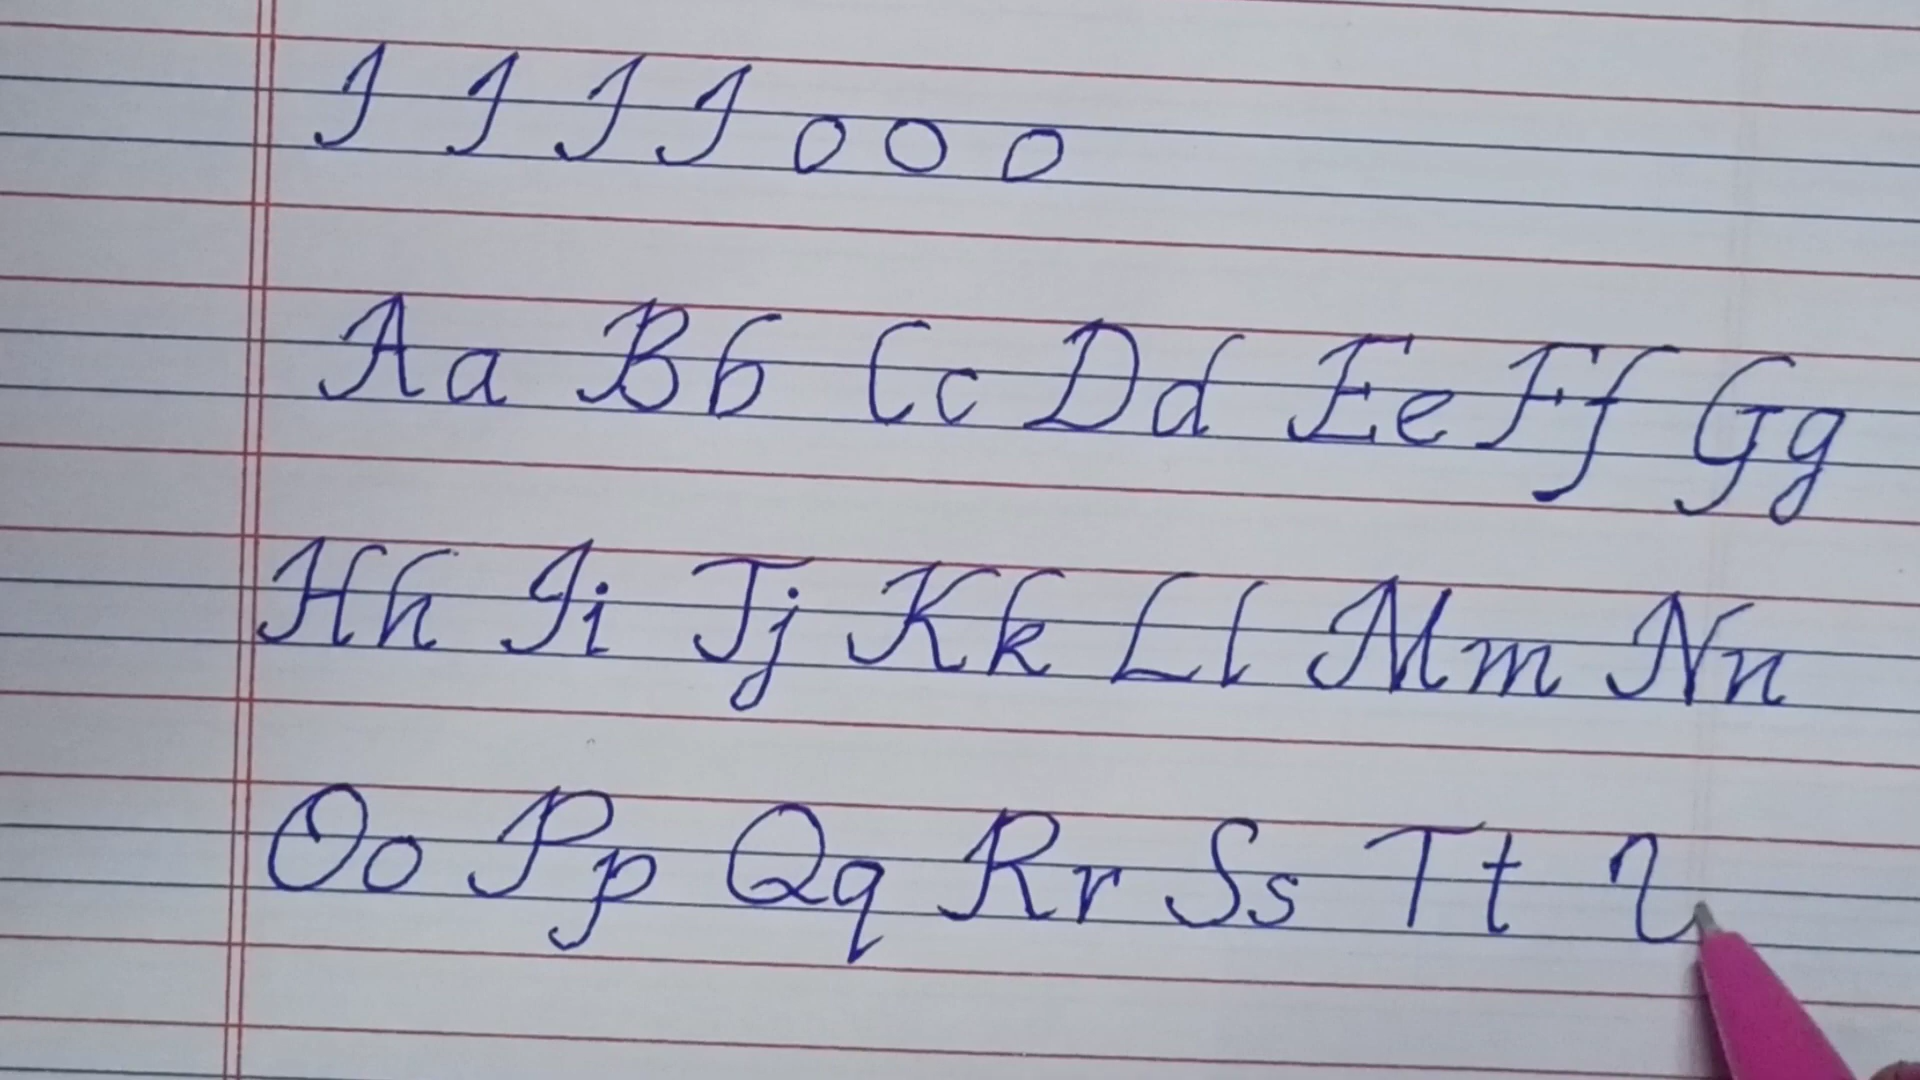 I I I I o o o
Aa Bb Cc Dd Ee Ff Gg
Hh Ii Jj Kk Ll Mm Nn
Oo Pp Qq Rr Ss Tt